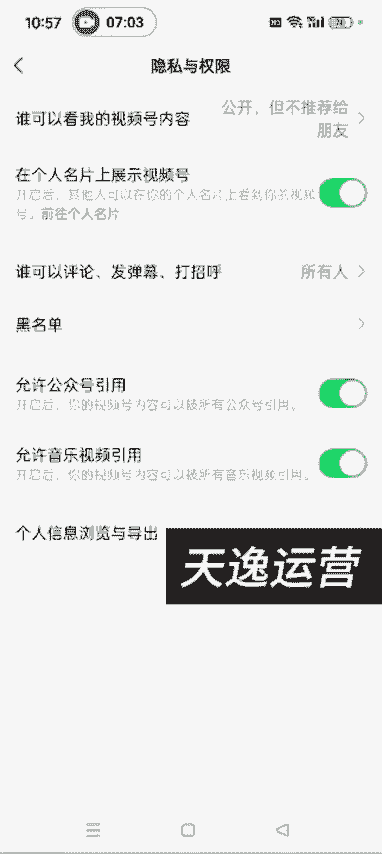 10:57
07:03
隐私与权限
谁可以看我的视频号内容
公开，但不推荐给
朋友
在个人名片上展示视频号
开启后，其他人可以在你的个人名片上看到你的视频
号。前往个人名片
谁可以评论、发弹幕、打招呼
所有人
黑名单
允许公众号引用
开启后，你的视频号内容可以被所有公众号引用。
允许音乐视频引用
开启后，你的视频号内容可以被所有音乐视频引用。
个人信息浏览与导出
天逸运营